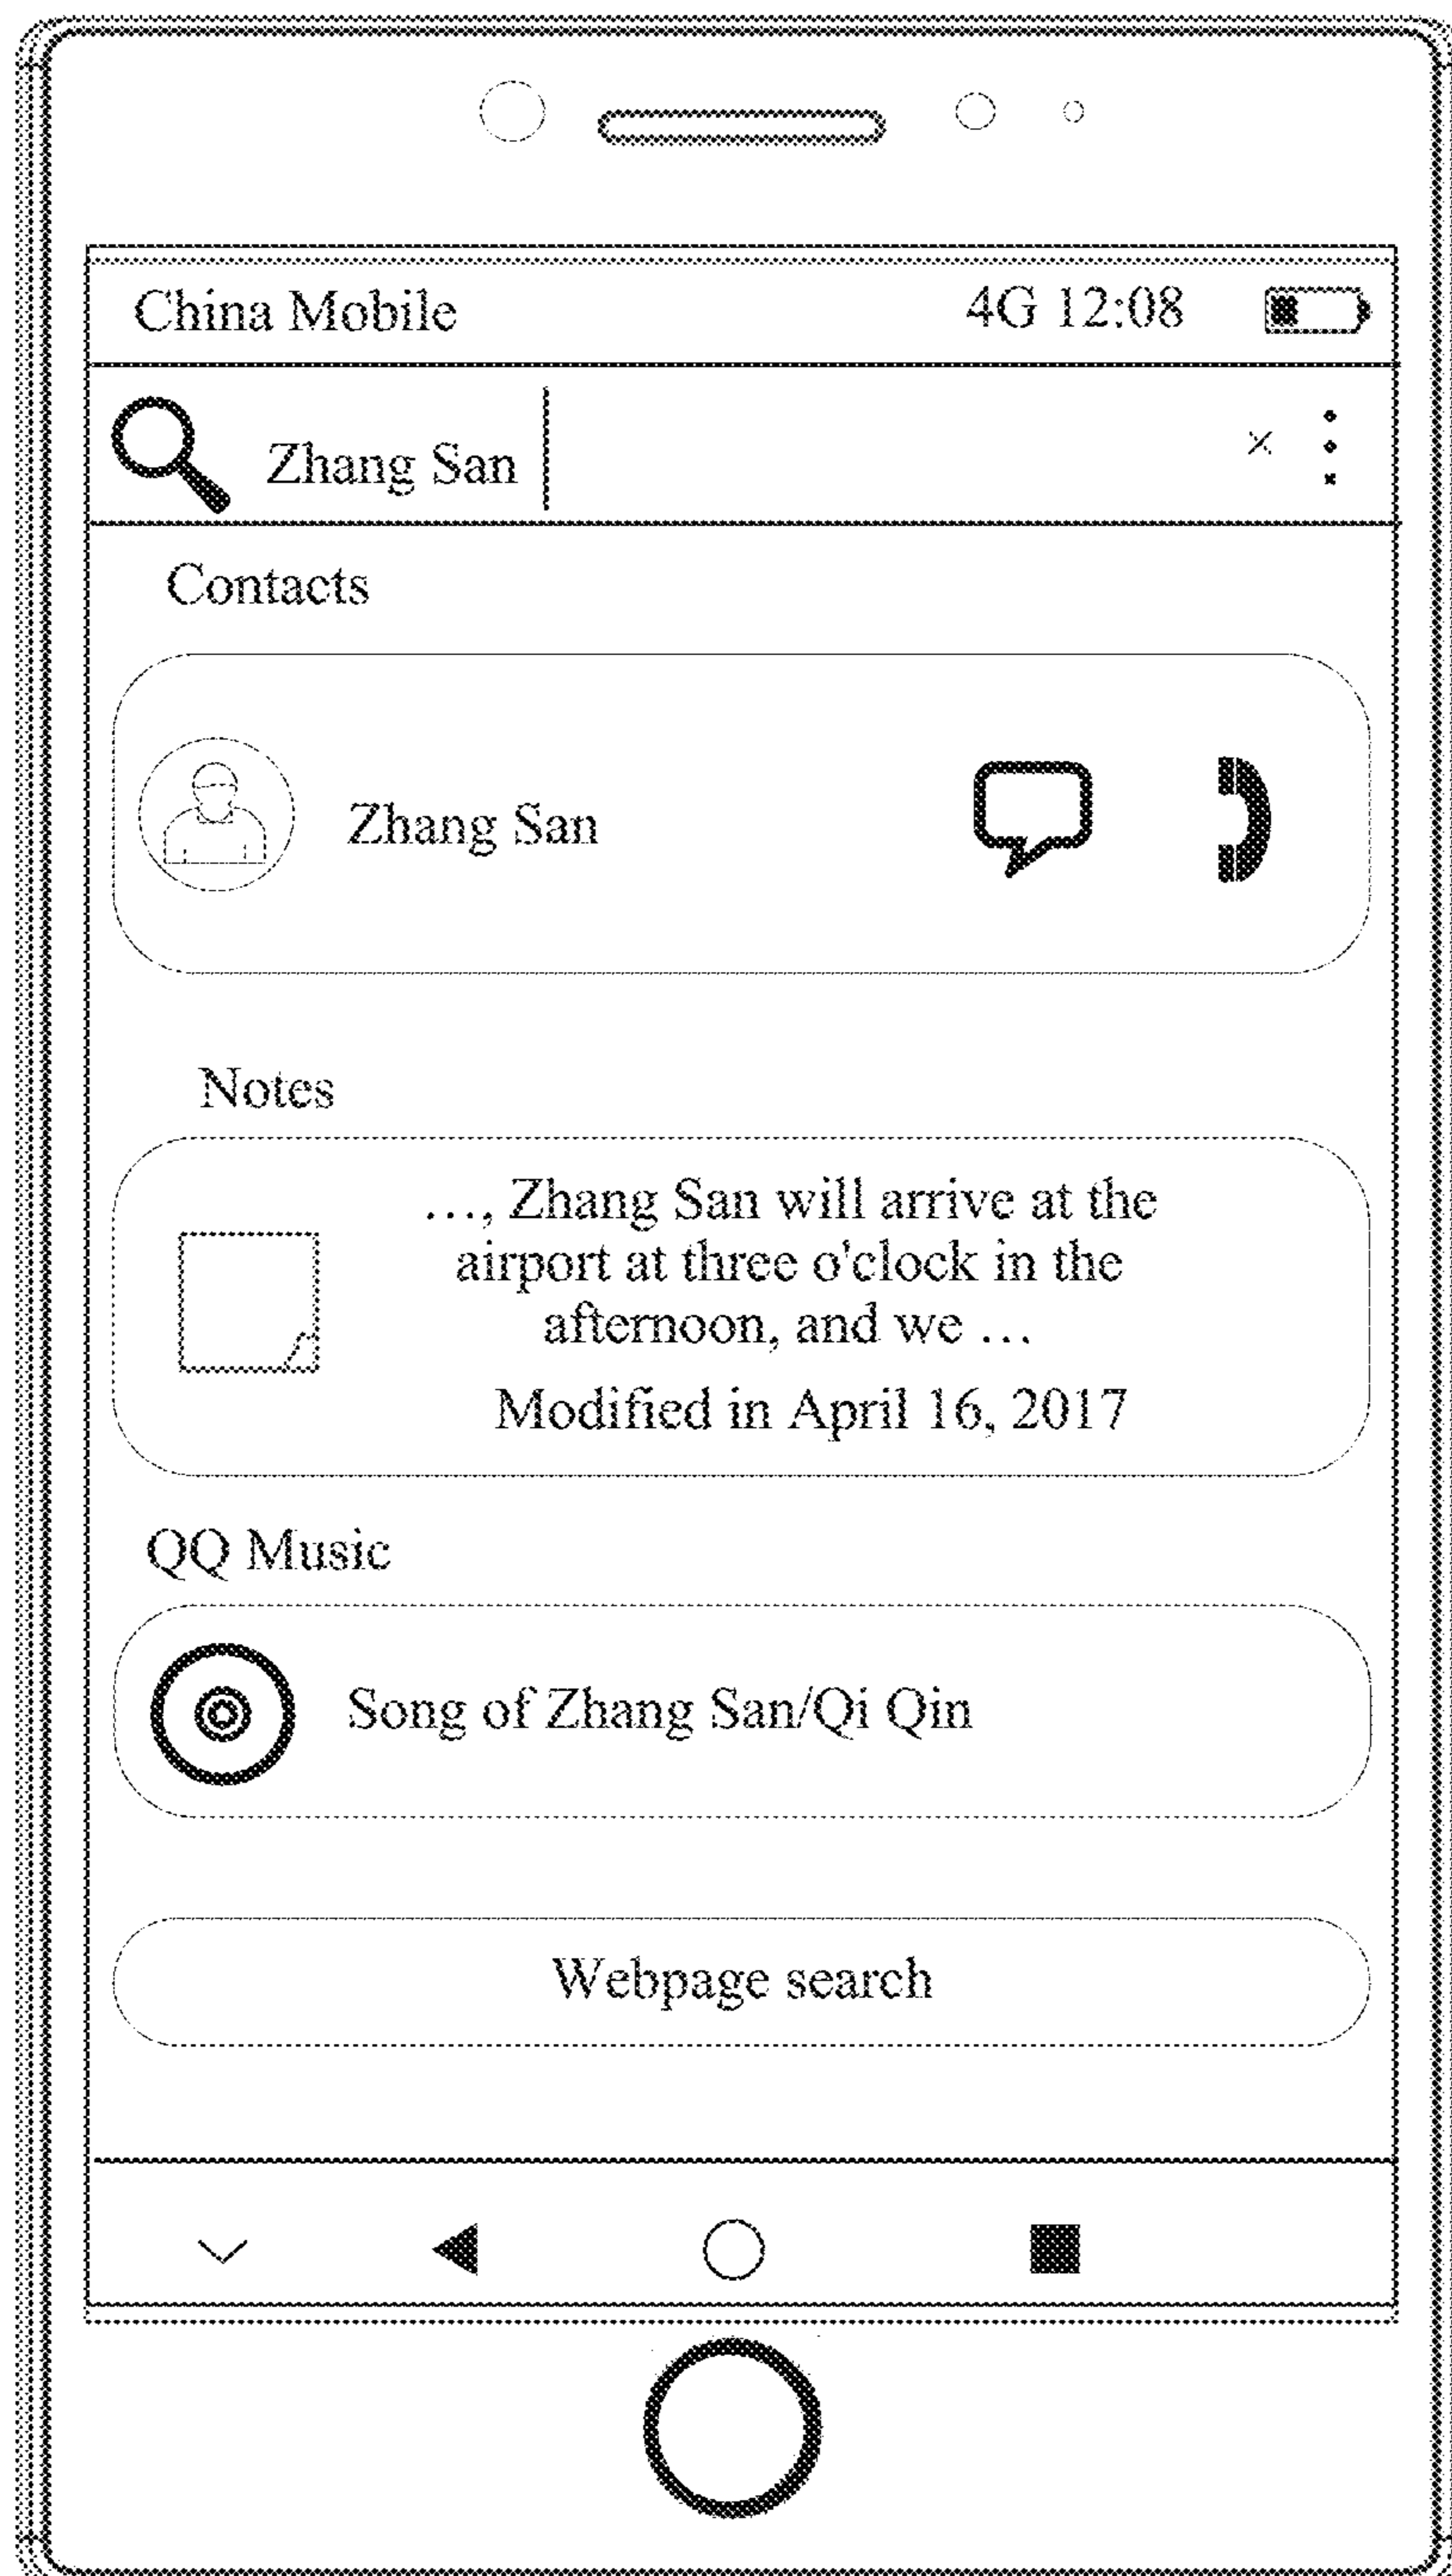 China Mobile 4G 12:08
Zhang San
Contacts
Zhang San
Notes
…, Zhang San will arrive at the
airport at three o'clock in the
afternoon, and we …
Modified in April 16, 2017
QQ Music
Song of Zhang San/Qi Qin
Webpage search